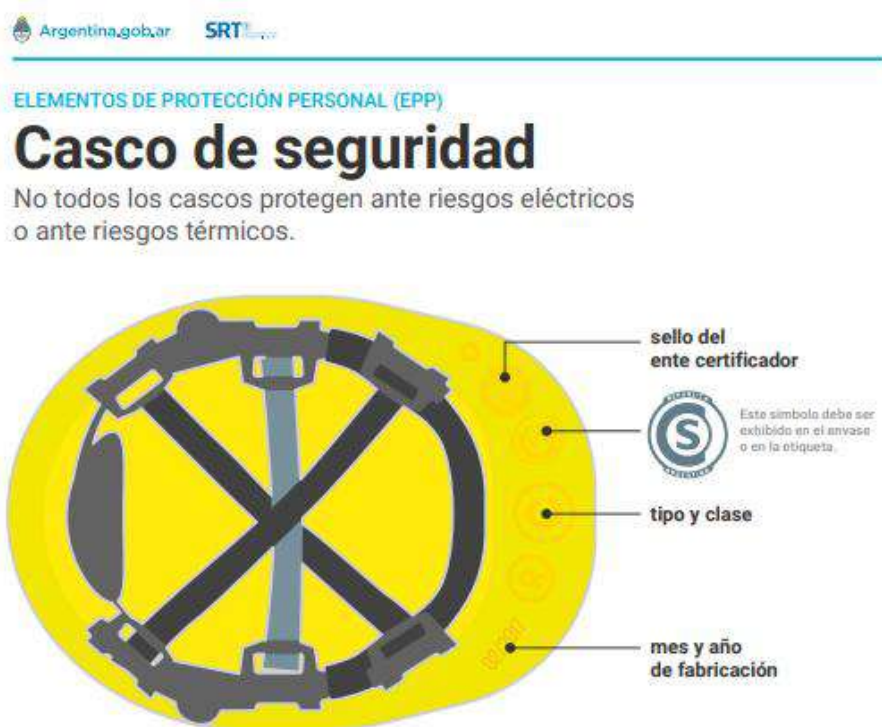 Argentina.gob.ar
SRT
ELEMENTOS DE PROTECCIÓN PERSONAL (EPP)
Casco de seguridad
No todos los cascos protegen ante riesgos eléctricos
o ante riesgos térmicos.
sello del
ente certificador
REPUBLICA
S
ARGENTINA
Este símbolo debe ser
exhibido en el envase
o en la etiqueta.
tipo y clase
mes y año
de fabricación